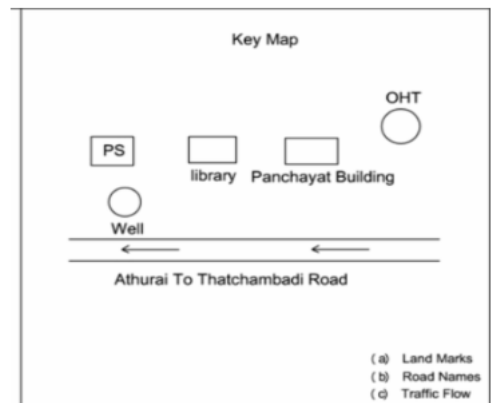 Key Map
OHT
PS
library
Panchayat Building
Well
Athurai To Thatchambadi Road
(a) Land Marks
(b) Road Names
(c) Traffic Flow